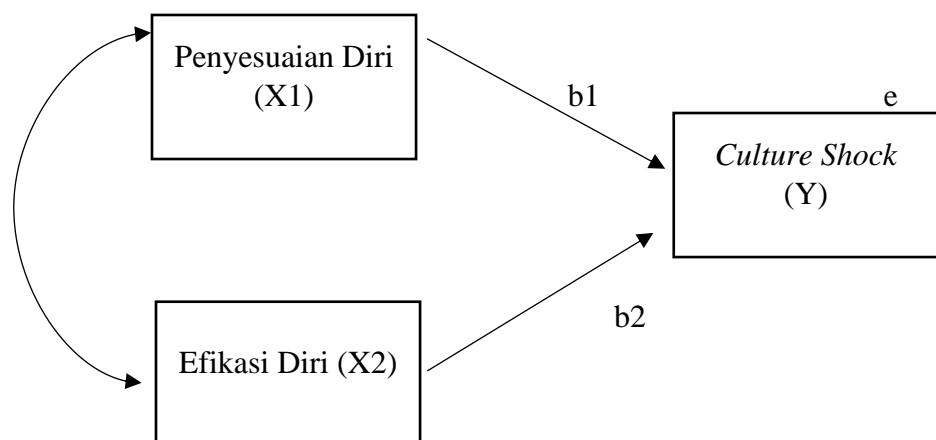 Penyesuaian Diri
(X1)
b1
e
Culture Shock
(Y)
b2
Efikasi Diri (X2)